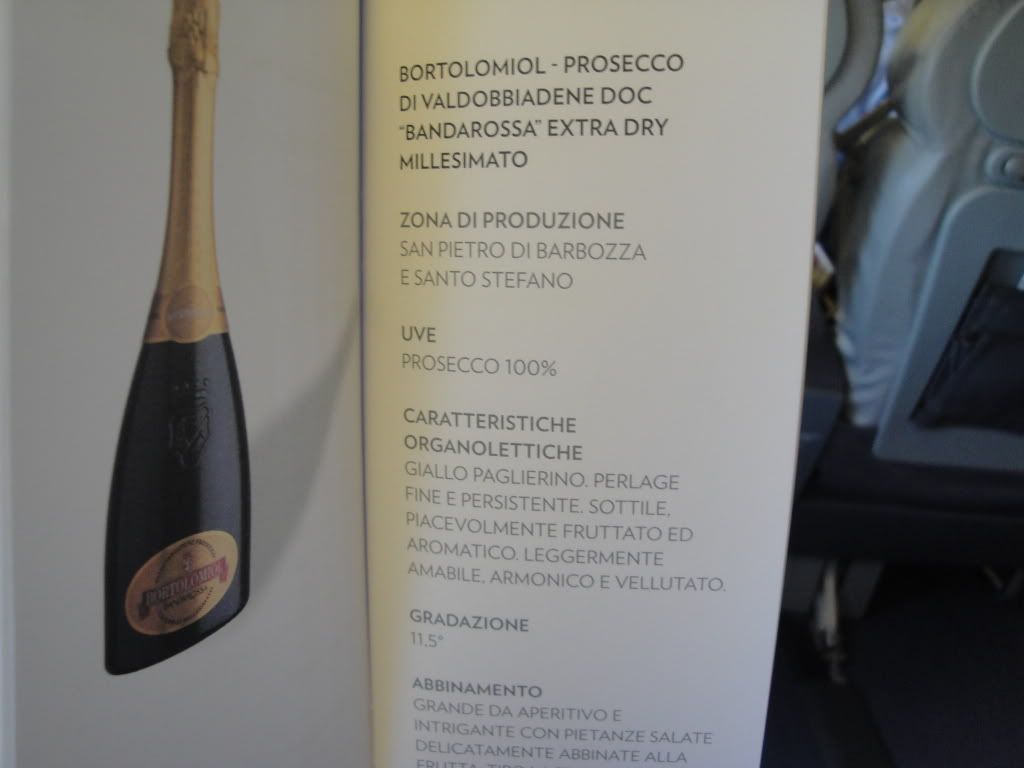 BORTOLOMIOL - PROSECCO
DI VALDOBBIADENE DOC
"BANDAROSSA" EXTRA DRY
MILLESIMATO
ZONA DI PRODUZIONE
SAN PIETRO DI BARBOZZA
E SANTO STEFANO
UVE
PROSECCO 100%
CARATTERISTICHE
ORGANOLETTICHE
GIALLO PAGLIERINO. PERLAGE
FINE E PERSISTENTE. SOTTILE,
PIACEVOLMENTE FRUTTATO ED
AROMATICO. LEGGERMENTE
AMABILE, ARMONICO E VELLUTATO.
GRADAZIONE
11,5°
ABBINAMENTO
GRANDE DA APERITIVO E
INTRIGANTE CON PIETANZE SALATE
DELICATAMENTE ABBINATE ALLA
FRUTTA,
BORTOLOMIOL